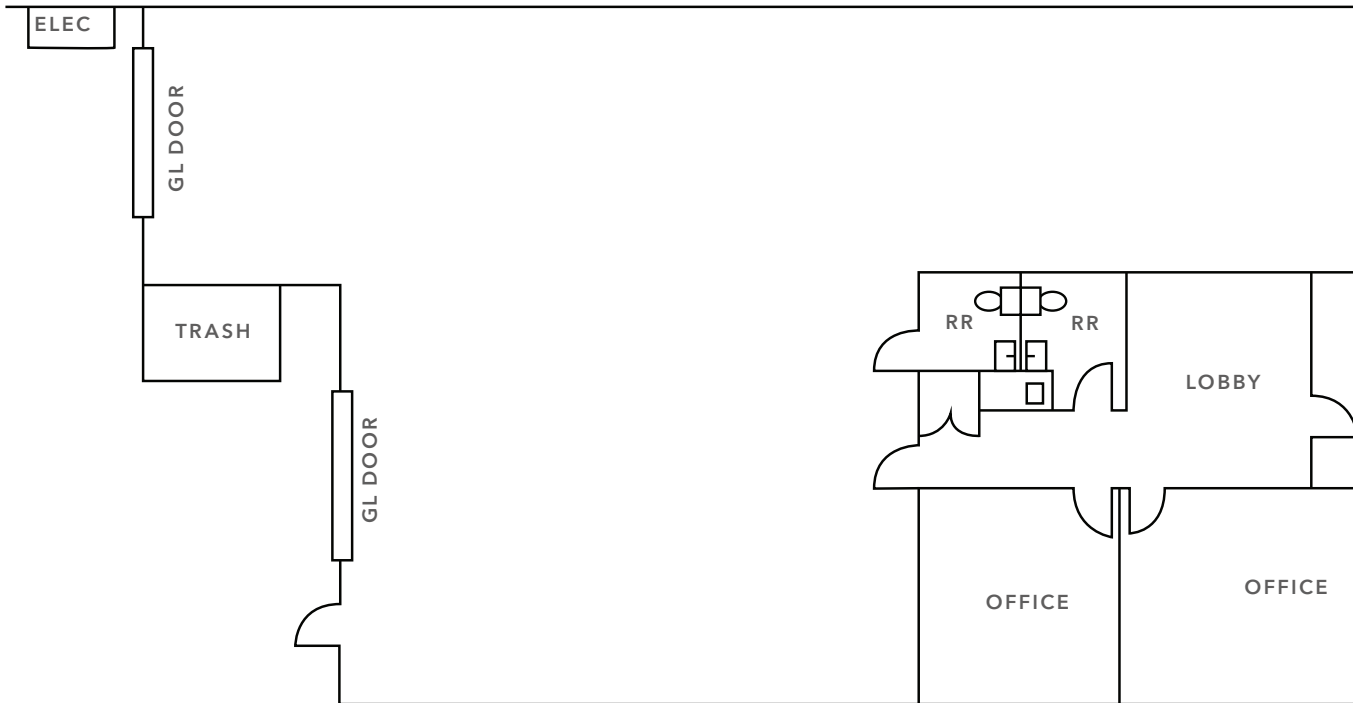 ELEC
GL DOOR
TRASH
RR
RR
LOBBY
GL DOOR
OFFICE
OFFICE